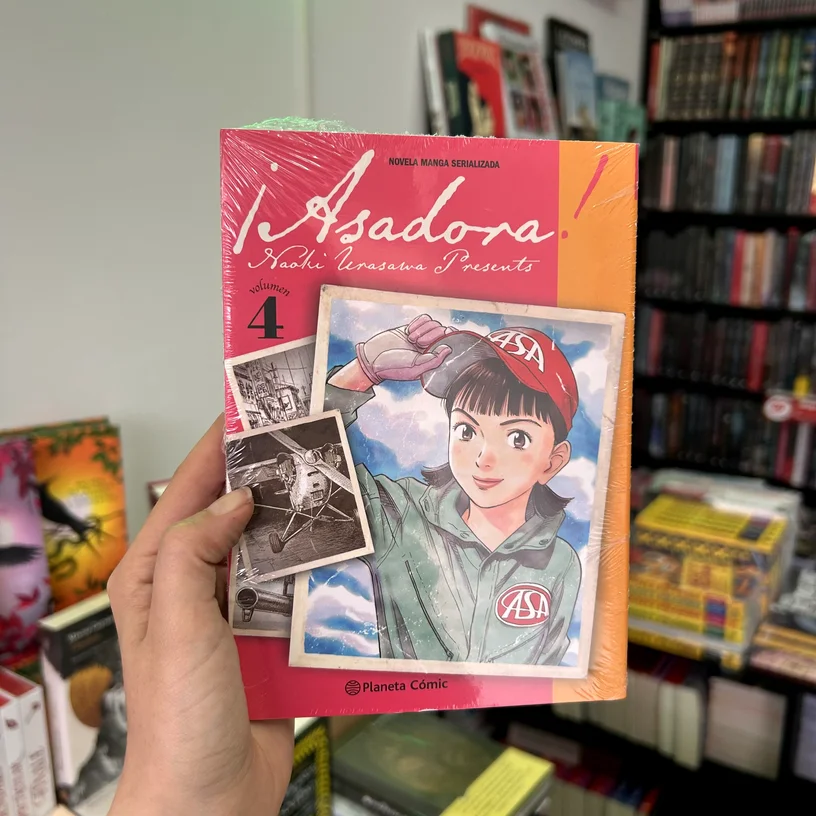 NOVELA MANGA SERIALIZADA
¡Asadora!
Naoki Urasawa Presents
volumen
4
ASA
ASA
Planeta Cómic